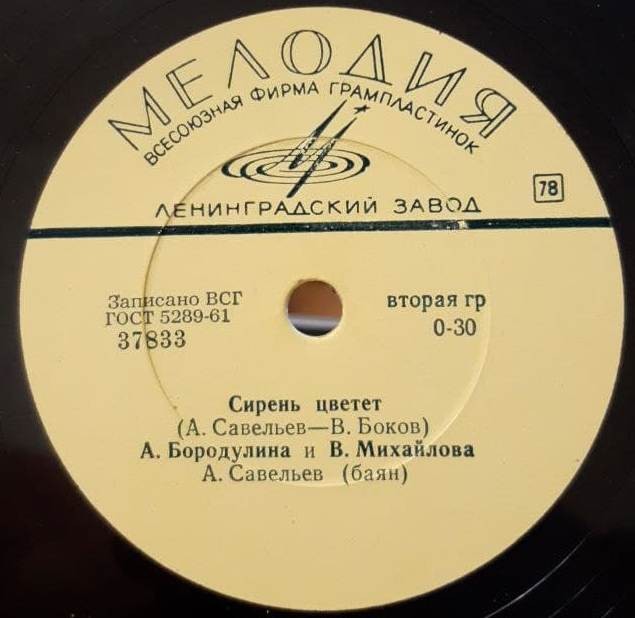 МЕЛОДИЯ
ВСЕСОЮЗНАЯ ФИРМА ГРАМПЛАСТИНОК
ЛЕНИНГРАДСКИЙ ЗАВОД
78
Записано ВСГ
ГОСТ 5289-61
37833
вторая гр
0-30
Сирень цветет
(А. Савельев—В. Боков)
А. Бородулина и В. Михайлова
А. Савельев (баян)